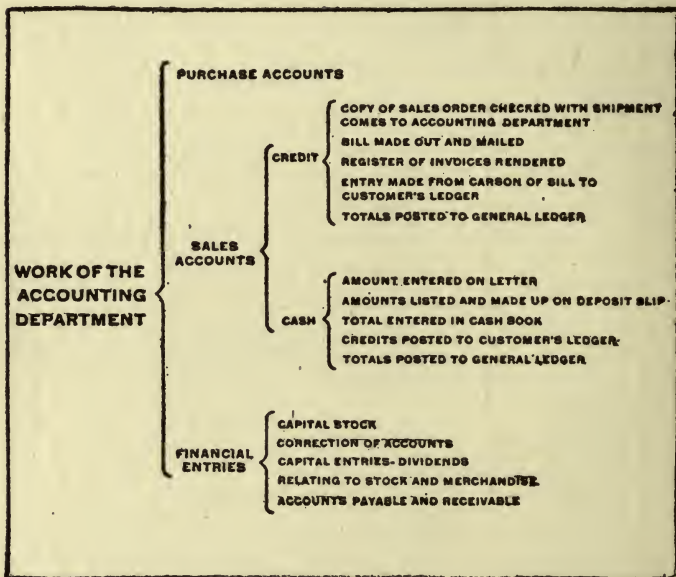 PURCHASE ACCOUNTS
COPY OF SALES ORDER CHECKED WITH SHIPMENT
COMES TO ACCOUNTING DEPARTMENT
BILL MADE OUT AND MAILED
CREDIT
REGISTER OF INVOICES RENDERED
ENTRY MADE FROM CARBON OF BILL TO
CUSTOMER'S LEDGER
TOTALS POSTED TO GENERAL LEDGER
SALES
ACCOUNTS
WORK OF THE
ACCOUNTING
DEPARTMENT
AMOUNT ENTERED ON LETTER
AMOUNTS LISTED AND MADE UP ON DEPOSIT SLIP
CASH
TOTAL ENTERED IN CASH BOOK
CREDITS POSTED TO CUSTOMER'S LEDGER
TOTALS POSTED TO GENERAL LEDGER
FINANCIAL
ENTRIES
CAPITAL STOCK
CORRECTION OF ACCOUNTS
CAPITAL ENTRIES-DIVIDENDS
RELATING TO STOCK AND MERCHANDISE
ACCOUNTS PAYABLE AND RECEIVABLE